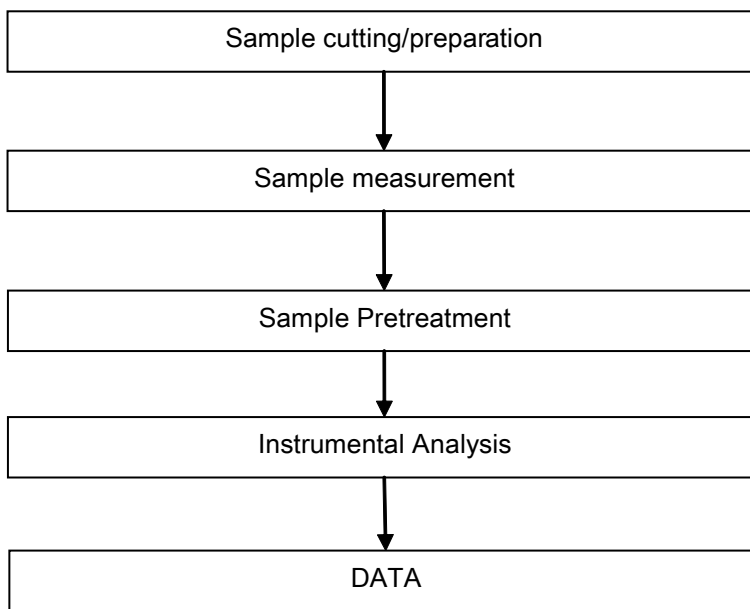 Sample cutting/preparation
Sample measurement
Sample Pretreatment
Instrumental Analysis
DATA